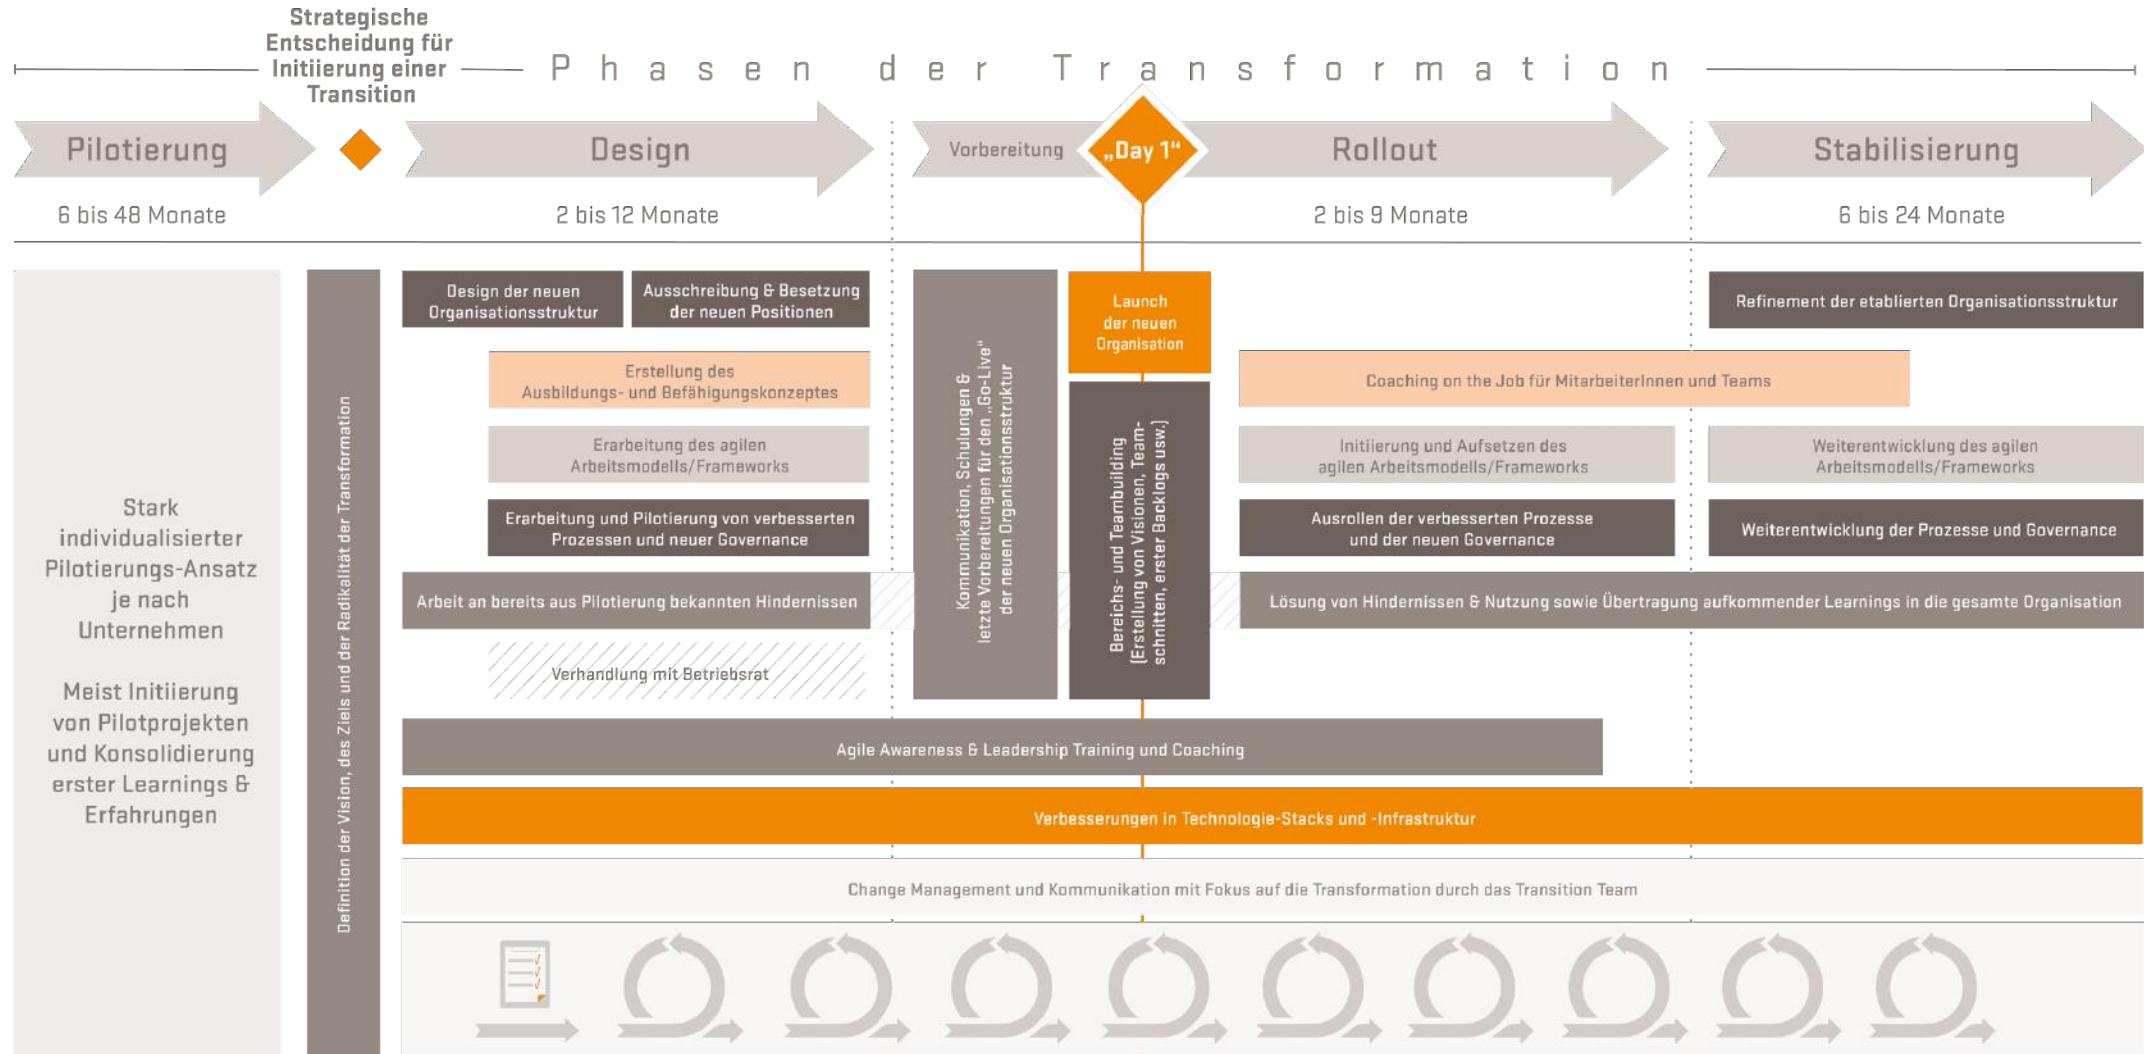 Strategische
Entscheidung für
Initiierung einer
Transition
Phasen der Transformation
Pilotierung
Design
Vorbereitung
„Day 1“
Rollout
Stabilisierung
6 bis 48 Monate
2 bis 12 Monate
2 bis 9 Monate
6 bis 24 Monate
Stark
individualisierter
Pilotierungs-Ansatz
je nach
Unternehmen
Meist Initiierung
von Pilotprojekten
und Konsolidierung
erster Learnings &
Erfahrungen
Definition der Vision, des Ziels und der Radikalität der Transformation
Design der neuen
Organisationsstruktur
Ausschreibung & Besetzung
der neuen Positionen
Erstellung des
Ausbildungs- und Befähigungskonzeptes
Erarbeitung des agilen
Arbeitsmodells/Frameworks
Erarbeitung und Pilotierung von verbesserten
Prozessen und neuer Governance
Arbeit an bereits aus Pilotierung bekannten Hindernissen
Verhandlung mit Betriebsrat
Kommunikation, Schulungen &
letzte Vorbereitungen für den „Go-Live“
der neuen Organisationsstruktur
Launch
der neuen
Organisation
Bereichs- und Teambuilding
(Erstellung von Visionen, Team-
schnitten, erster Backlogs usw.)
Coaching on the Job für MitarbeiterInnen und Teams
Initiierung und Aufsetzen des
agilen Arbeitsmodells/Frameworks
Ausrollen der verbesserten Prozesse
und der neuen Governance
Lösung von Hindernissen & Nutzung sowie Übertragung aufkommender Learnings in die gesamte Organisation
Refinement der etablierten Organisationsstruktur
Weiterentwicklung des agilen
Arbeitsmodells/Frameworks
Weiterentwicklung der Prozesse und Governance
Agile Awareness & Leadership Training und Coaching
Verbesserungen in Technologie-Stacks und -Infrastruktur
Change Management und Kommunikation mit Fokus auf die Transformation durch das Transition Team